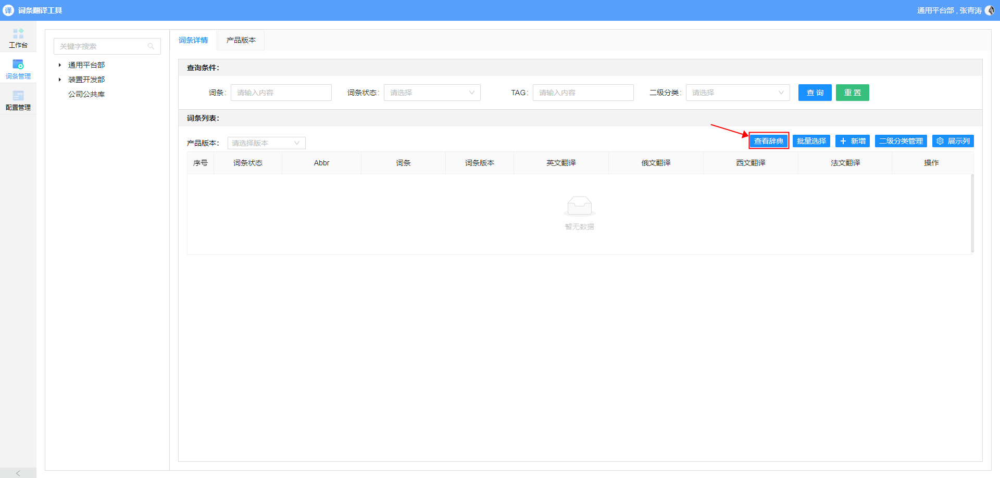 译 词条翻译工具
通用平台部 , 张青涛
工作台
词条管理
配置管理
关键字搜索
通用平台部
装置开发部
公司公共库
词条详情 产品版本
查询条件：
词条： 请输入内容 词条状态： 请选择 TAG： 请输入内容 二级分类： 请选择 查 询 重 置
词条列表：
产品版本： 请选择版本 查看辞典 批量选择 + 新增 二级分类管理 展示列
序号 词条状态 Abbr 词条 词条版本 英文翻译 俄文翻译 西文翻译 法文翻译 操作
暂无数据